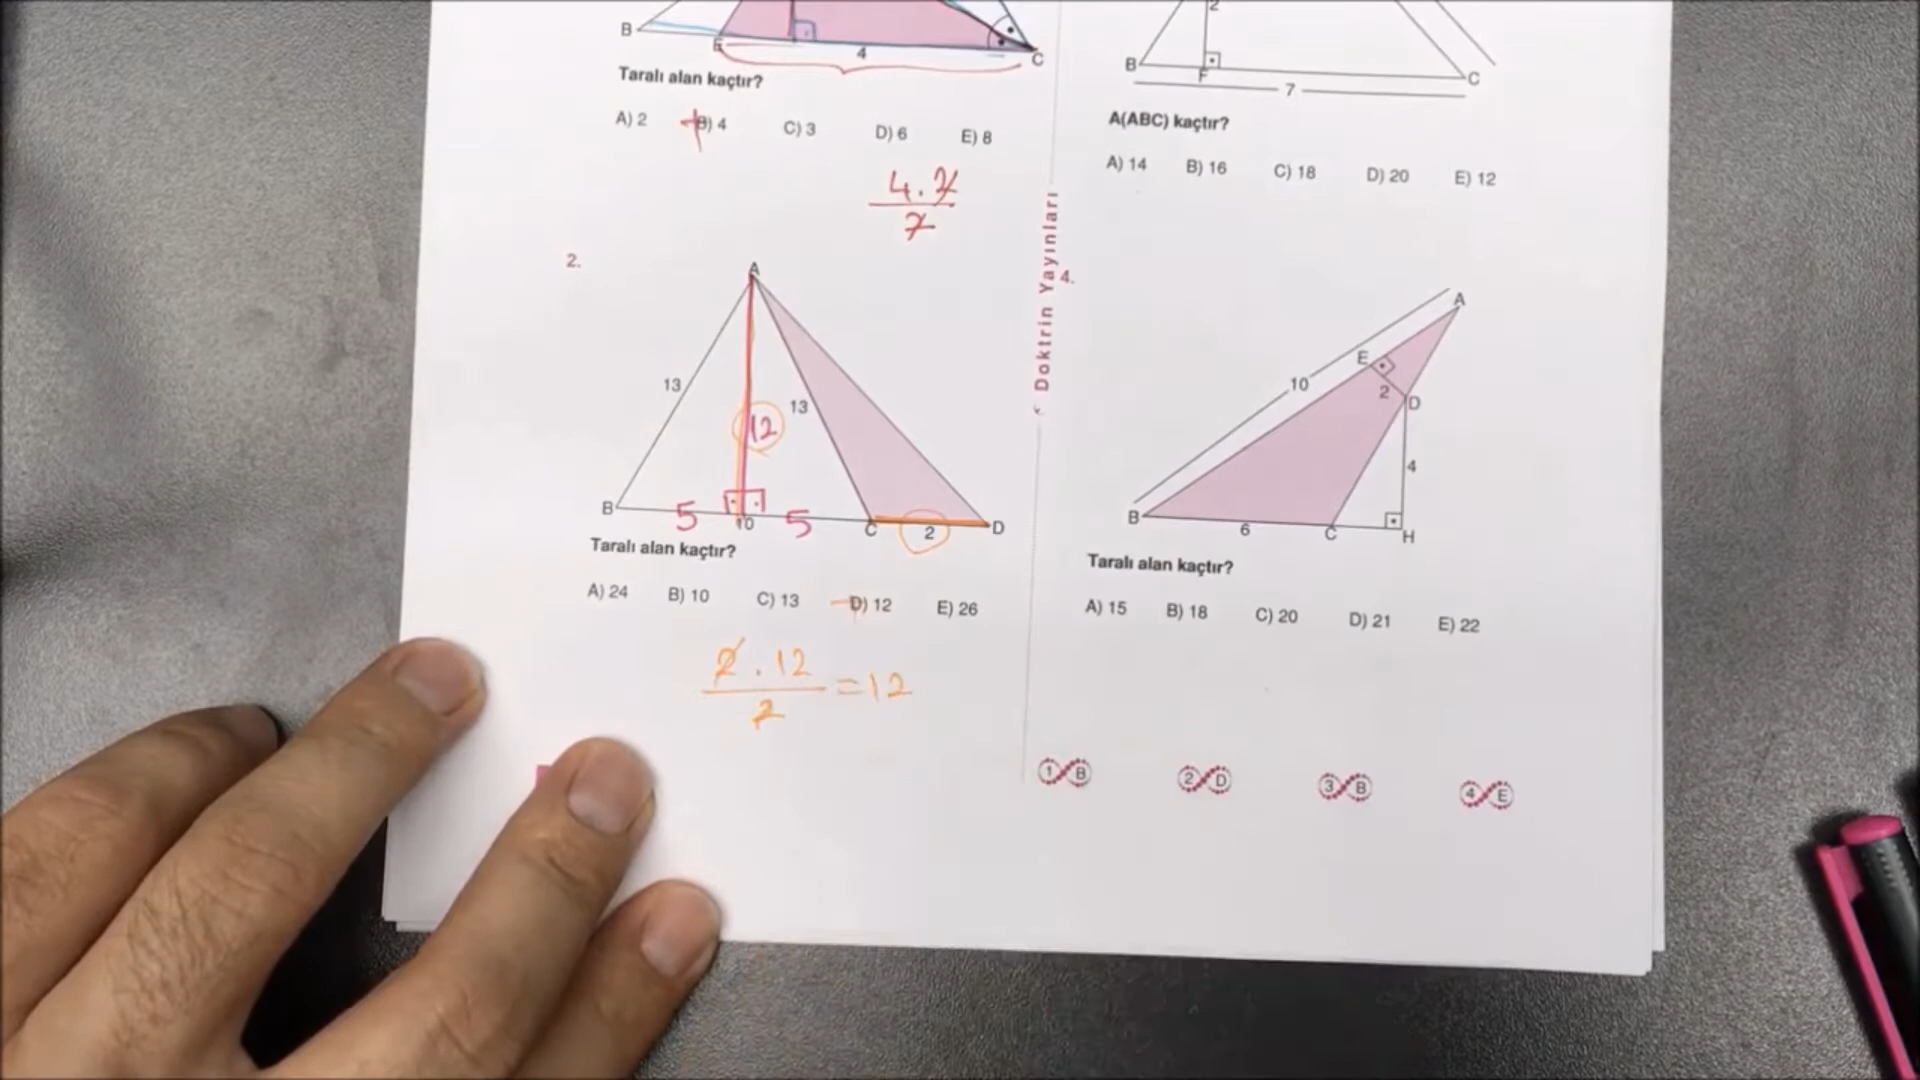 B
E
4
C
Taralı alan kaçtır?
A) 2 B) 4 C) 3 D) 6 E) 8
4 . 2
2
2.
A
13
13
12
B
5
10
5
C
2
D
Taralı alan kaçtır?
A) 24 B) 10 C) 13 D) 12 E) 26
2 . 12
2
= 12
Doktrin Yayınları
2
B
F
C
7
A(ABC) kaçtır?
A) 14 B) 16 C) 18 D) 20 E) 12
4.
A
E
10
2
D
4
B
6
C
H
Taralı alan kaçtır?
A) 15 B) 18 C) 20 D) 21 E) 22
1 B 2 D 3 B 4 E